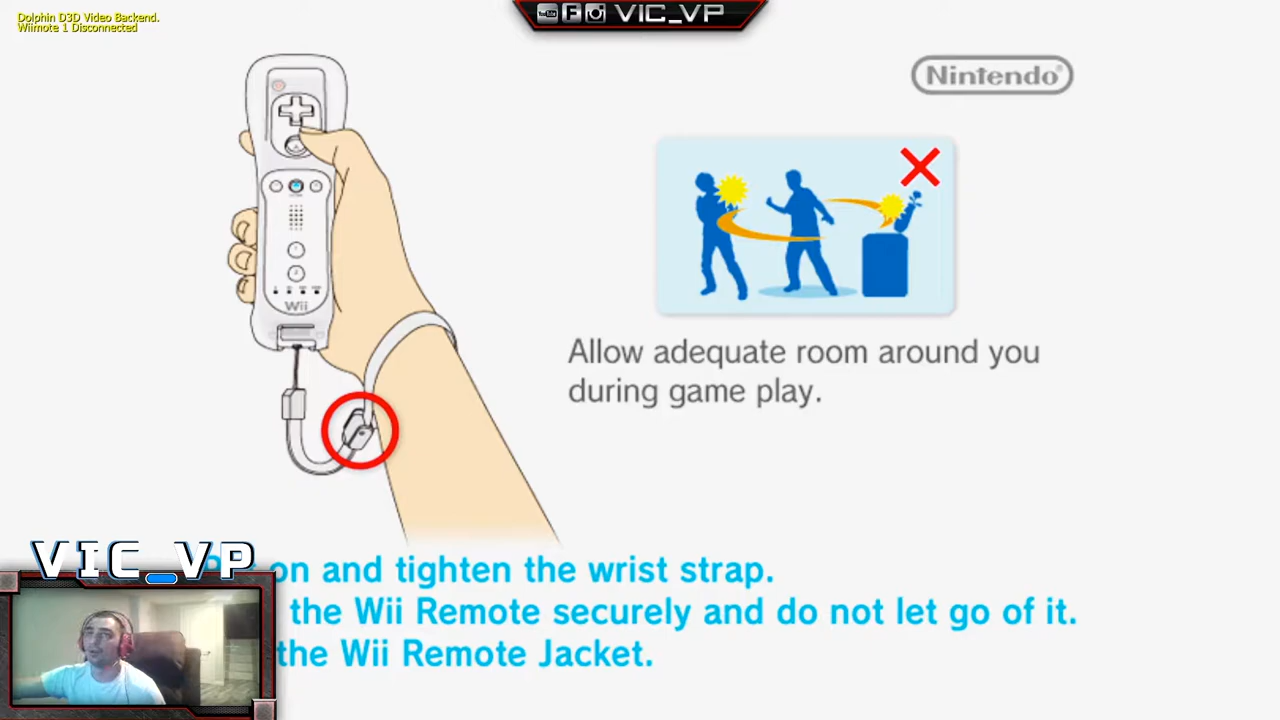 Dolphin D3D Video Backend.
Wiimote 1 Disconnected
VIC_VP
Nintendo®
Wii
Allow adequate room around you
during game play.
VIC_VP
on and tighten the wrist strap.
the Wii Remote securely and do not let go of it.
the Wii Remote Jacket.